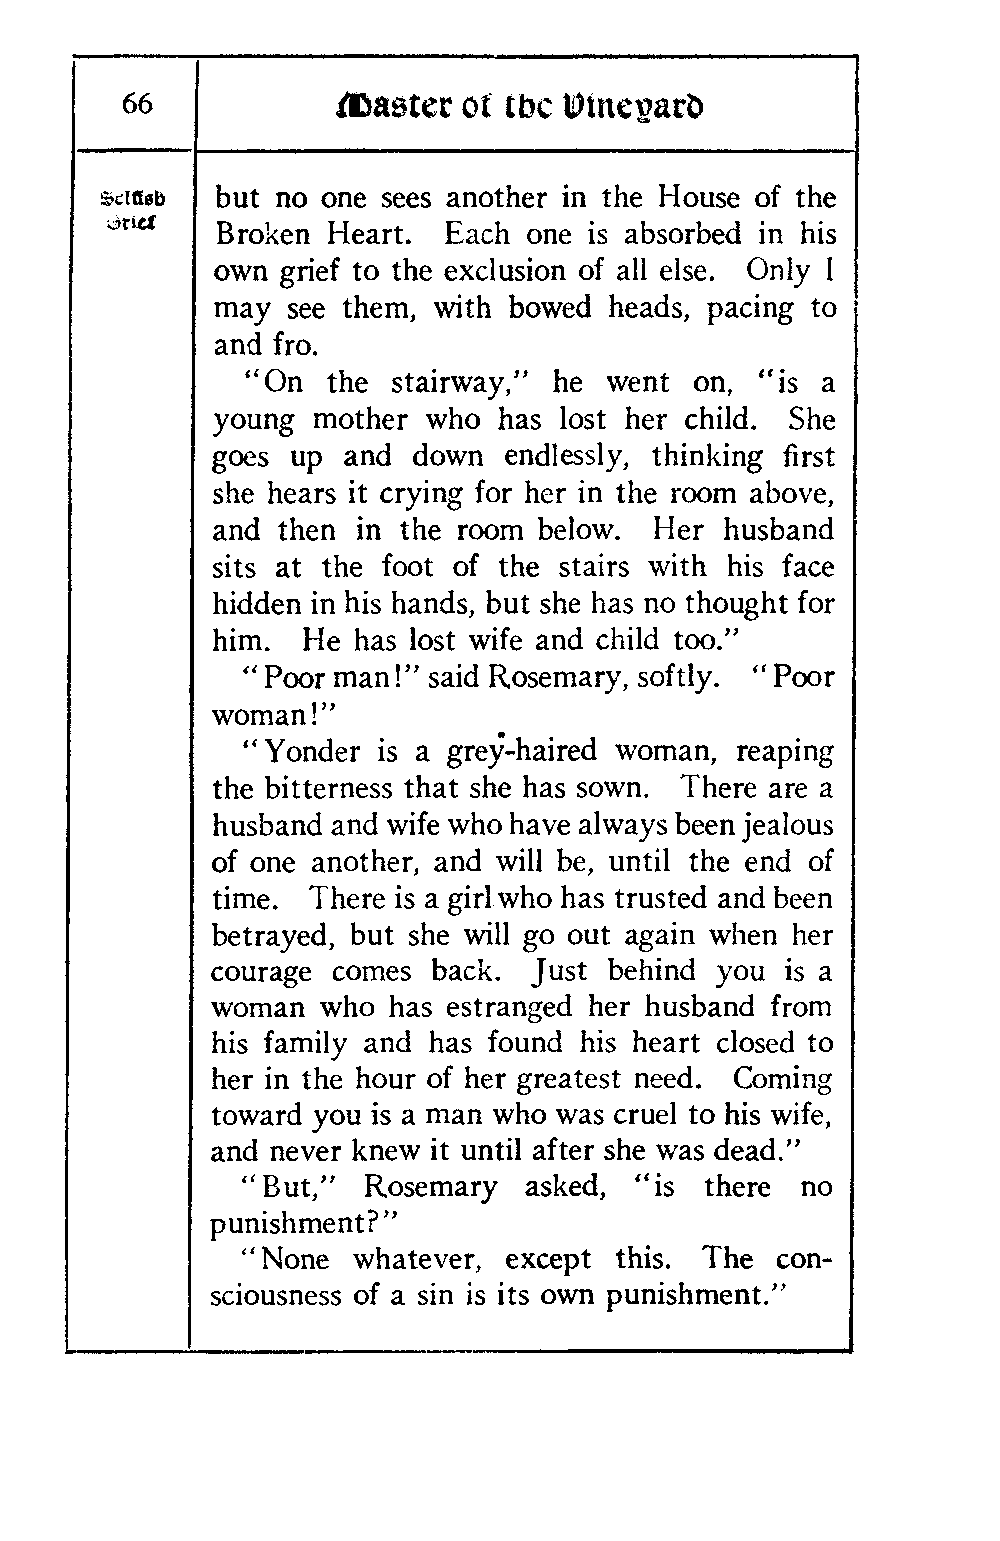 66
Master of the Vineyard
Selfish
Grief
but no one sees another in the House of the
Broken Heart. Each one is absorbed in his
own grief to the exclusion of all else. Only I
may see them, with bowed heads, pacing to
and fro.
"On the stairway," he went on, "is a
young mother who has lost her child. She
goes up and down endlessly, thinking first
she hears it crying for her in the room above,
and then in the room below. Her husband
sits at the foot of the stairs with his face
hidden in his hands, but she has no thought for
him. He has lost wife and child too."
"Poor man!" said Rosemary, softly. "Poor
woman!"
"Yonder is a grey-haired woman, reaping
the bitterness that she has sown. There are a
husband and wife who have always been jealous
of one another, and will be, until the end of
time. There is a girl who has trusted and been
betrayed, but she will go out again when her
courage comes back. Just behind you is a
woman who has estranged her husband from
his family and has found his heart closed to
her in the hour of her greatest need. Coming
toward you is a man who was cruel to his wife,
and never knew it until after she was dead."
"But," Rosemary asked, "is there no
punishment?"
"None whatever, except this. The con-
sciousness of a sin is its own punishment."